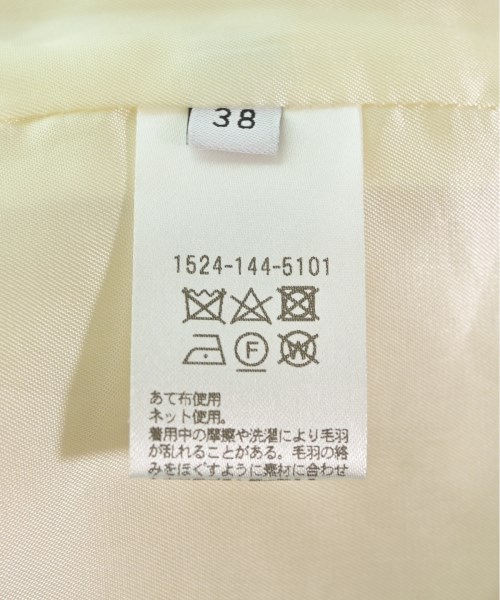 38
1524-144-5101
F
W
あて布使用
ネット使用。
着用中の摩擦や洗濯により毛羽
が乱れることがある。毛羽の絡
みをほぐすように素材に合わせ